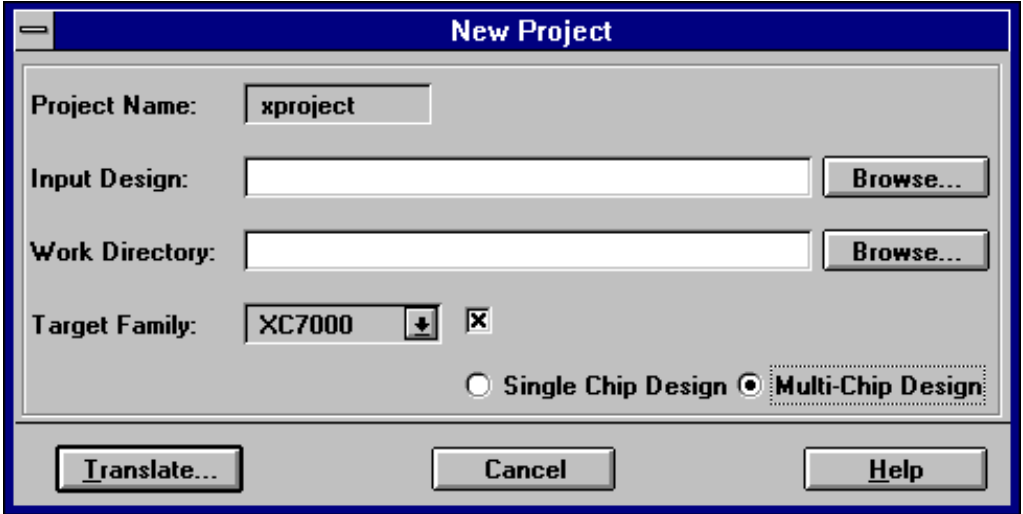 New Project
Project Name: xproject
Input Design: Browse...
Work Directory: Browse...
Target Family: XC7000
Single Chip Design Multi-Chip Design
Translate... Cancel Help